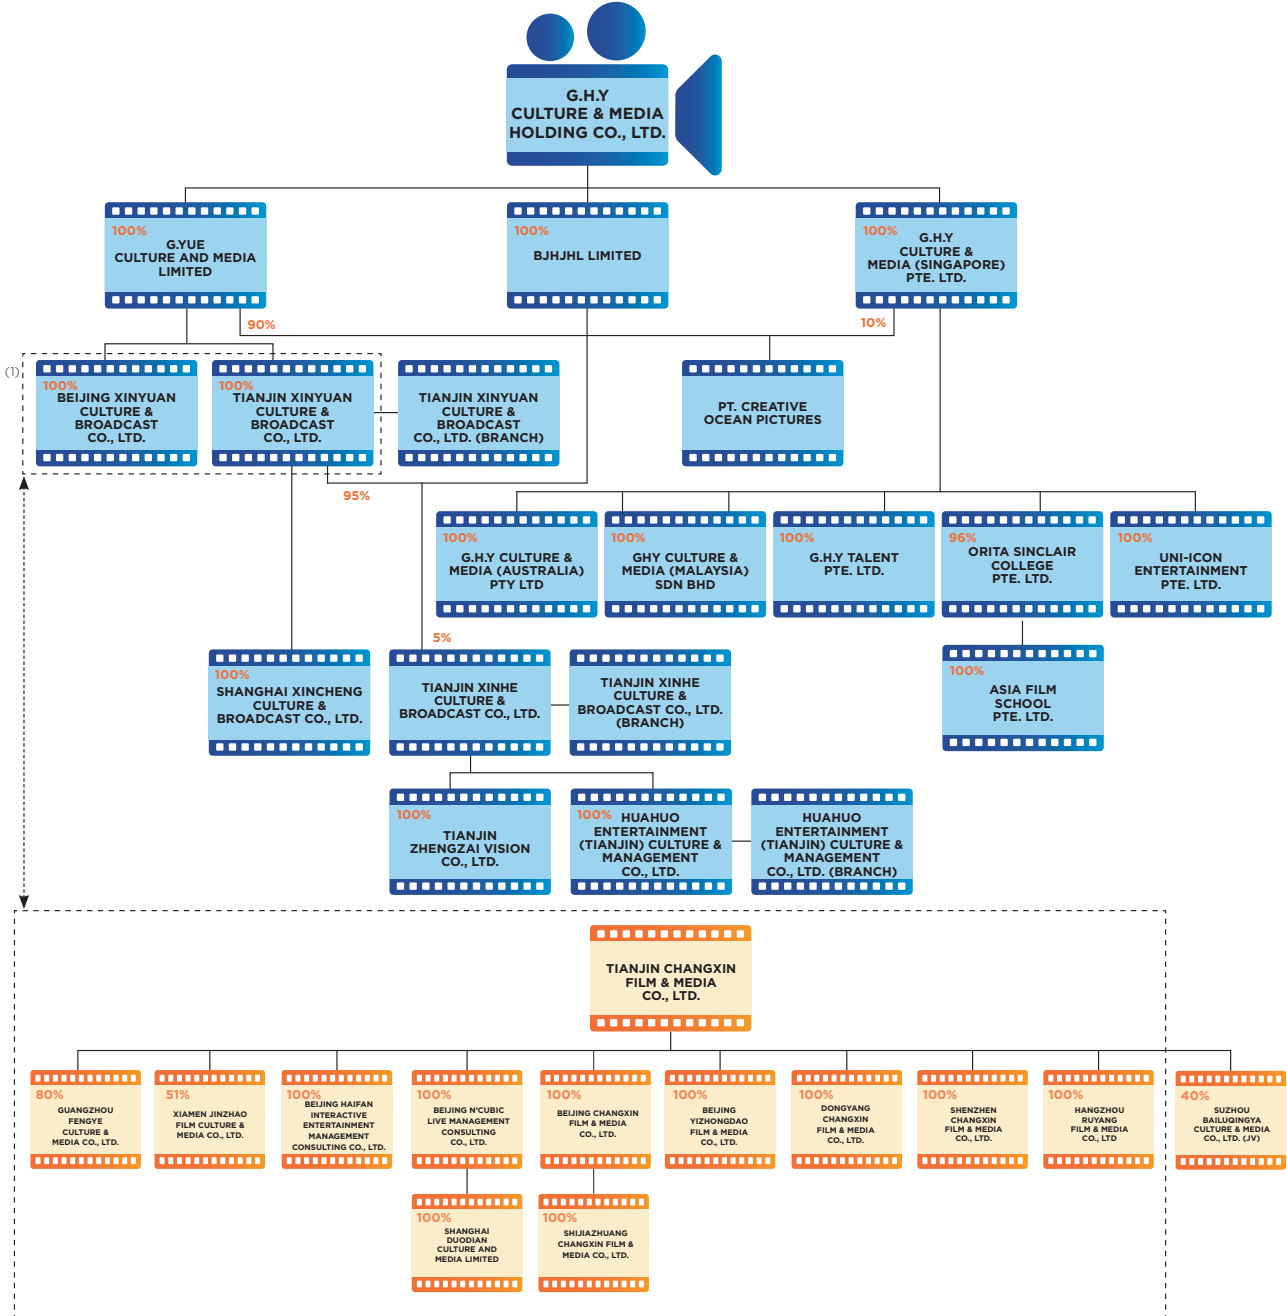 G.H.Y
CULTURE & MEDIA
HOLDING CO., LTD.
100%
G.YUE
CULTURE AND MEDIA
LIMITED
100%
BJHJHL LIMITED
100%
G.H.Y
CULTURE &
MEDIA (SINGAPORE)
PTE. LTD.
90%
10%
(1)
100%
BEIJING XINYUAN
CULTURE &
BROADCAST
CO., LTD.
100%
TIANJIN XINYUAN
CULTURE &
BROADCAST
CO., LTD.
TIANJIN XINYUAN
CULTURE &
BROADCAST
CO., LTD. (BRANCH)
PT. CREATIVE
OCEAN PICTURES
95%
100%
G.H.Y CULTURE &
MEDIA (AUSTRALIA)
PTY LTD
100%
GHY CULTURE &
MEDIA (MALAYSIA)
SDN BHD
100%
G.H.Y TALENT
PTE. LTD.
96%
ORITA SINCLAIR
COLLEGE
PTE. LTD.
100%
UNI-ICON
ENTERTAINMENT
PTE. LTD.
5%
100%
SHANGHAI XINCHENG
CULTURE &
BROADCAST CO., LTD.
TIANJIN XINHE
CULTURE &
BROADCAST CO., LTD.
TIANJIN XINHE
CULTURE &
BROADCAST CO., LTD.
(BRANCH)
100%
ASIA FILM
SCHOOL
PTE. LTD.
100%
TIANJIN
ZHENGZAI VISION
CO., LTD.
100%
HUAHUO
ENTERTAINMENT
(TIANJIN) CULTURE &
MANAGEMENT
CO., LTD.
HUAHUO
ENTERTAINMENT
(TIANJIN) CULTURE &
MANAGEMENT
CO., LTD. (BRANCH)
TIANJIN CHANGXIN
FILM & MEDIA
CO., LTD.
80%
GUANGZHOU
FENGYE
CULTURE &
MEDIA CO., LTD.
51%
XIAMEN JINZHAO
FILM CULTURE &
MEDIA CO., LTD.
100%
BEIJING HAIFAN
INTERACTIVE
ENTERTAINMENT
MANAGEMENT
CONSULTING CO., LTD.
100%
BEIJING N'CUBIC
LIVE MANAGEMENT
CONSULTING
CO., LTD.
100%
BEIJING CHANGXIN
FILM & MEDIA
CO., LTD.
100%
BEIJING
YIZHONGDAO
FILM & MEDIA
CO., LTD.
100%
DONGYANG
CHANGXIN
FILM & MEDIA
CO., LTD.
100%
SHENZHEN
CHANGXIN
FILM & MEDIA
CO., LTD.
100%
HANGZHOU
RUYANG
FILM & MEDIA
CO., LTD
40%
SUZHOU
BAILUQINGYA
CULTURE & MEDIA
CO., LTD. (JV)
100%
SHANGHAI
DUODIAN
CULTURE AND
MEDIA LIMITED
100%
SHIJIAZHUANG
CHANGXIN FILM &
MEDIA CO., LTD.